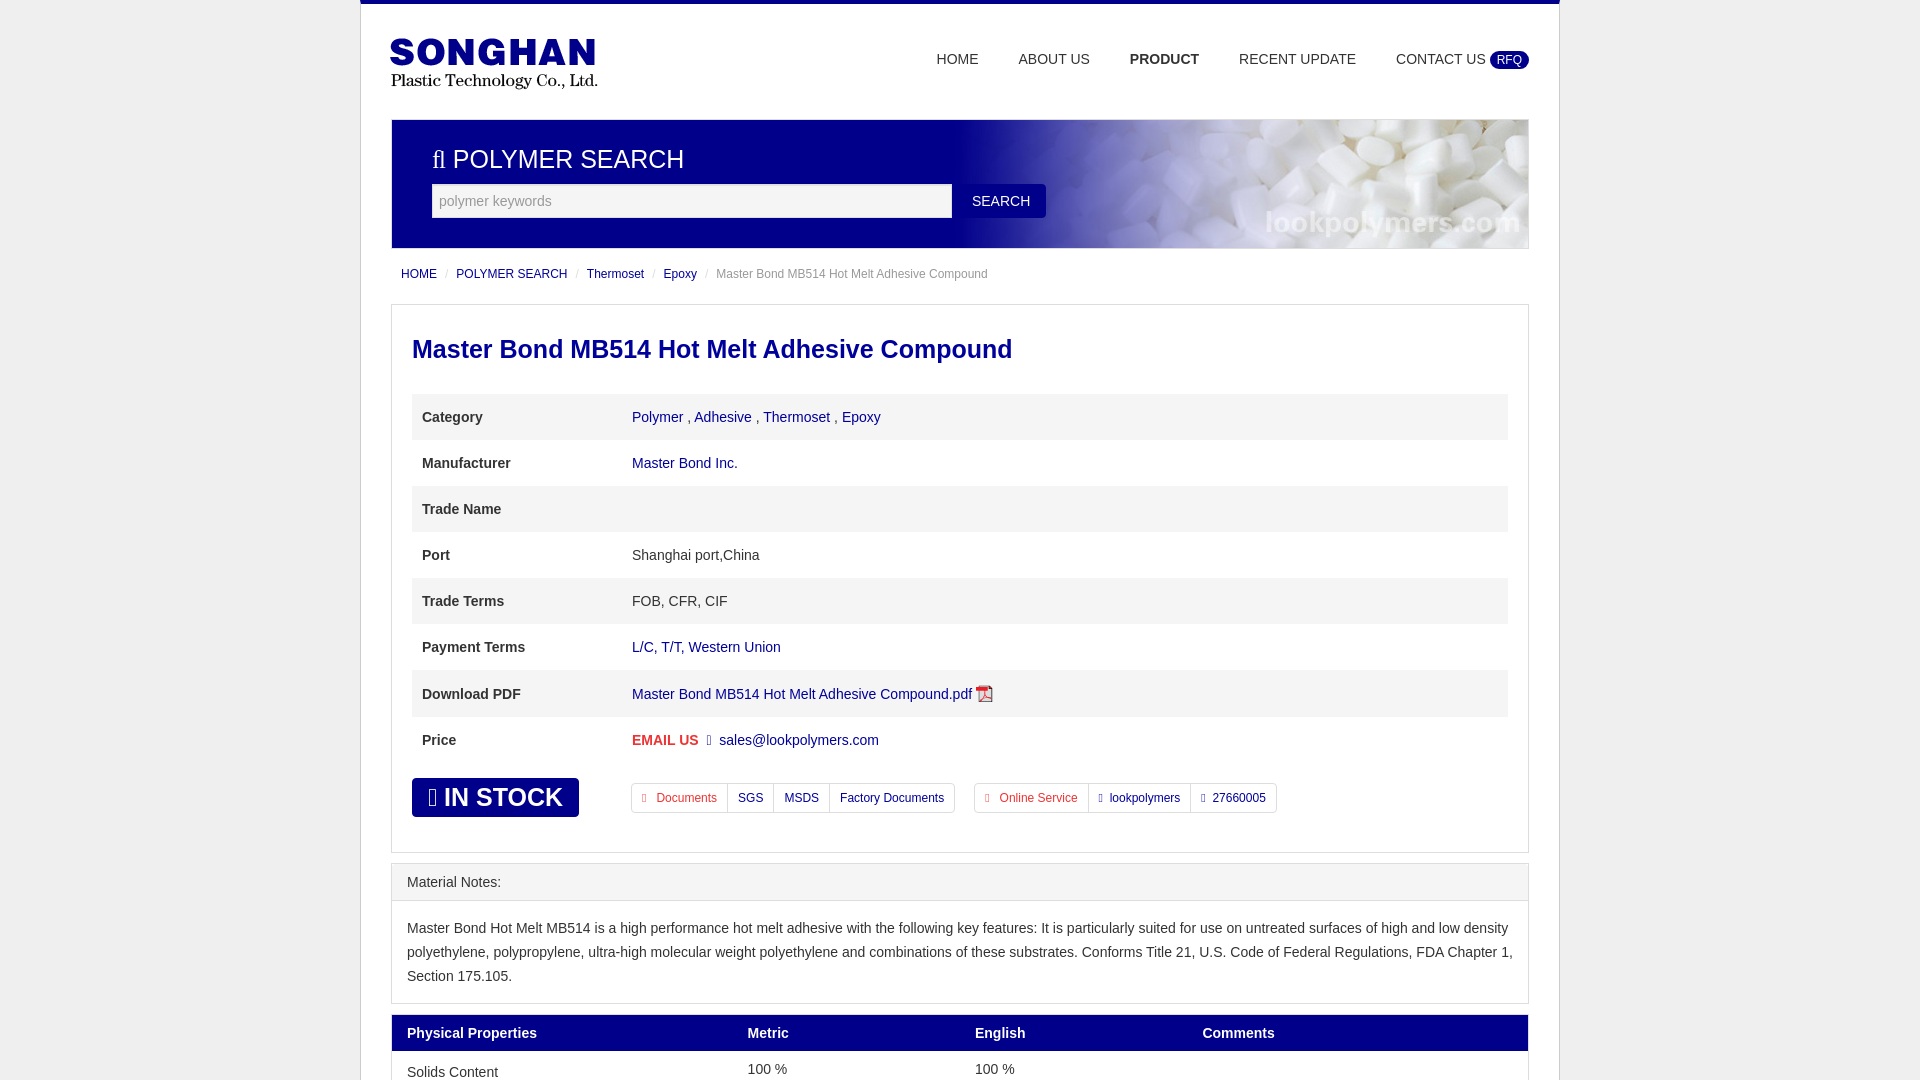 SONGHAN
Plastic Technology Co., Ltd.
HOME ABOUT US PRODUCT RECENT UPDATE CONTACT US RFQ
POLYMER SEARCH
polymer keywords SEARCH
lookpolymers.com
HOME / POLYMER SEARCH / Thermoset / Epoxy / Master Bond MB514 Hot Melt Adhesive Compound
Master Bond MB514 Hot Melt Adhesive Compound
Category Polymer , Adhesive , Thermoset , Epoxy
Manufacturer Master Bond Inc.
Trade Name
Port Shanghai port,China
Trade Terms FOB, CFR, CIF
Payment Terms L/C, T/T, Western Union
Download PDF Master Bond MB514 Hot Melt Adhesive Compound.pdf
Price EMAIL US sales@lookpolymers.com
IN STOCK Documents SGS MSDS Factory Documents Online Service lookpolymers 27660005
Material Notes:
Master Bond Hot Melt MB514 is a high performance hot melt adhesive with the following key features: It is particularly suited for use on untreated surfaces of high and low density
polyethylene, polypropylene, ultra-high molecular weight polyethylene and combinations of these substrates. Conforms Title 21, U.S. Code of Federal Regulations, FDA Chapter 1,
Section 175.105.
Physical Properties Metric English Comments
Solids Content 100 % 100 %